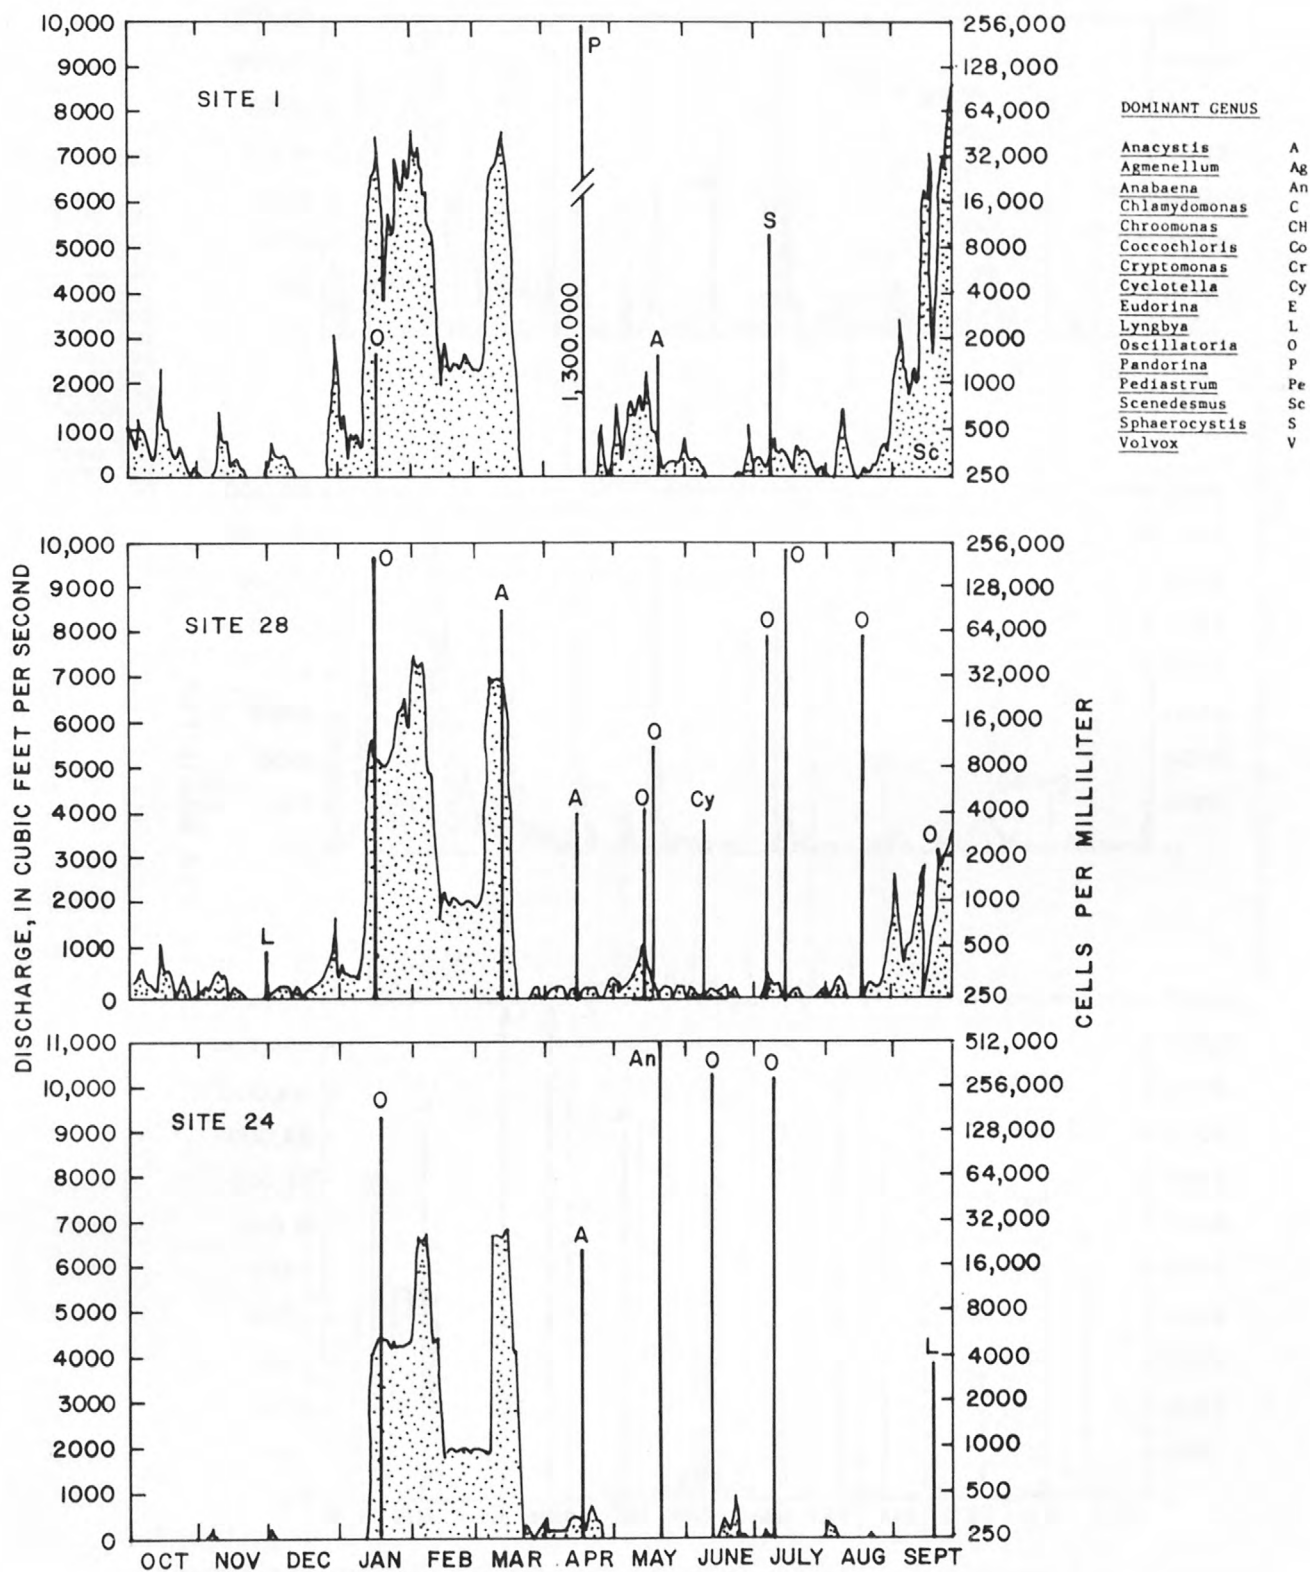 DISCHARGE, IN CUBIC FEET PER SECOND
CELLS PER MILLILITER
10,000
9000
8000
7000
6000
5000
4000
3000
2000
1000
0
SITE 1
O
1,300.000
P
A
S
Sc
256,000
128,000
64,000
32,000
16,000
8000
4000
2000
1000
500
250
DOMINANT GENUS
Anacystis A
Agmenellum Ag
Anabaena An
Chlamydomonas C
Chroomonas CH
Coccochloris Co
Cryptomonas Cr
Cyclotella Cy
Eudorina E
Lyngbya L
Oscillatoria O
Pandorina P
Pediastrum Pe
Scenedesmus Sc
Sphaerocystis S
Volvox V
10,000
9000
8000
7000
6000
5000
4000
3000
2000
1000
0
SITE 28
L
O
A
A
O
O
Cy
O
O
O
O
256,000
128,000
64,000
32,000
16,000
8000
4000
2000
1000
500
250
11,000
10,000
9000
8000
7000
6000
5000
4000
3000
2000
1000
0
SITE 24
O
A
An
O
O
L
512,000
256,000
128,000
64,000
32,000
16,000
8000
4000
2000
1000
500
250
OCT NOV DEC JAN FEB MAR APR MAY JUNE JULY AUG SEPT